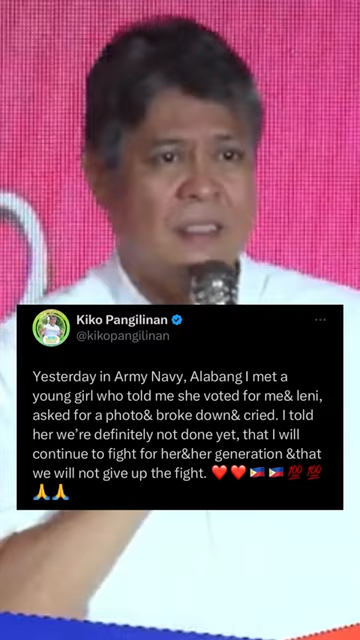 Kiko Pangilinan
@kikopangilinan
Yesterday in Army Navy, Alabang I met a
young girl who told me she voted for me& leni,
asked for a photo& broke down& cried. I told
her we’re definitely not done yet, that I will
continue to fight for her&her generation &that
we will not give up the fight. ❤️ ❤️ 🇵🇭 🇵🇭 💯 💯
🙏 🙏